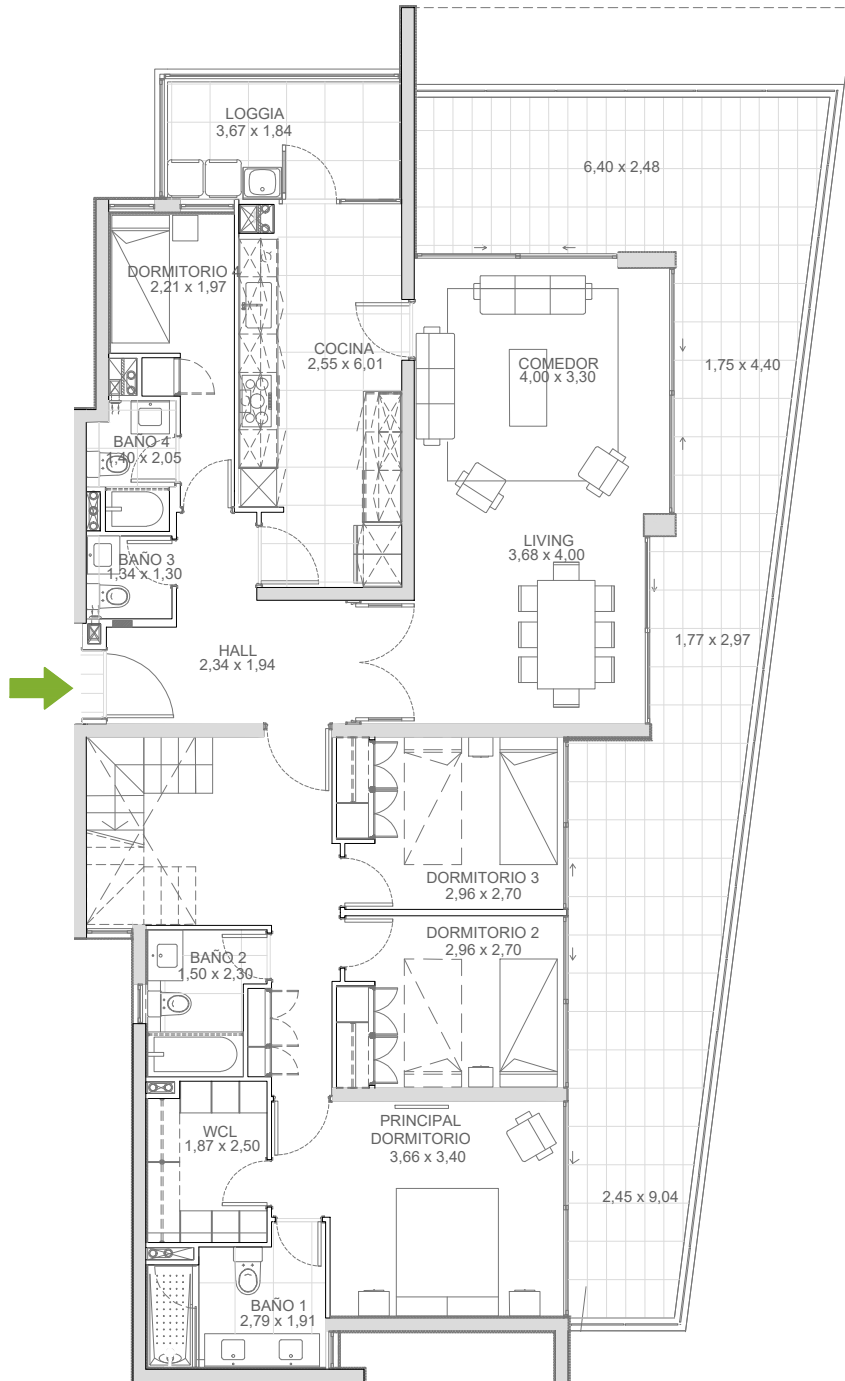 LOGGIA
3,67 x 1,84
6,40 x 2,48
DORMITORIO 4
2,21 x 1,97
COCINA
2,55 x 6,01
COMEDOR
4,00 x 3,30
1,75 x 4,40
BAÑO 4
1,40 x 2,05
LIVING
3,68 x 4,00
BAÑO 3
1,34 x 1,30
HALL
2,34 x 1,94
1,77 x 2,97
DORMITORIO 3
2,96 x 2,70
DORMITORIO 2
2,96 x 2,70
BAÑO 2
1,50 x 2,30
WCL
1,87 x 2,50
PRINCIPAL
DORMITORIO
3,66 x 3,40
2,45 x 9,04
BAÑO 1
2,79 x 1,91